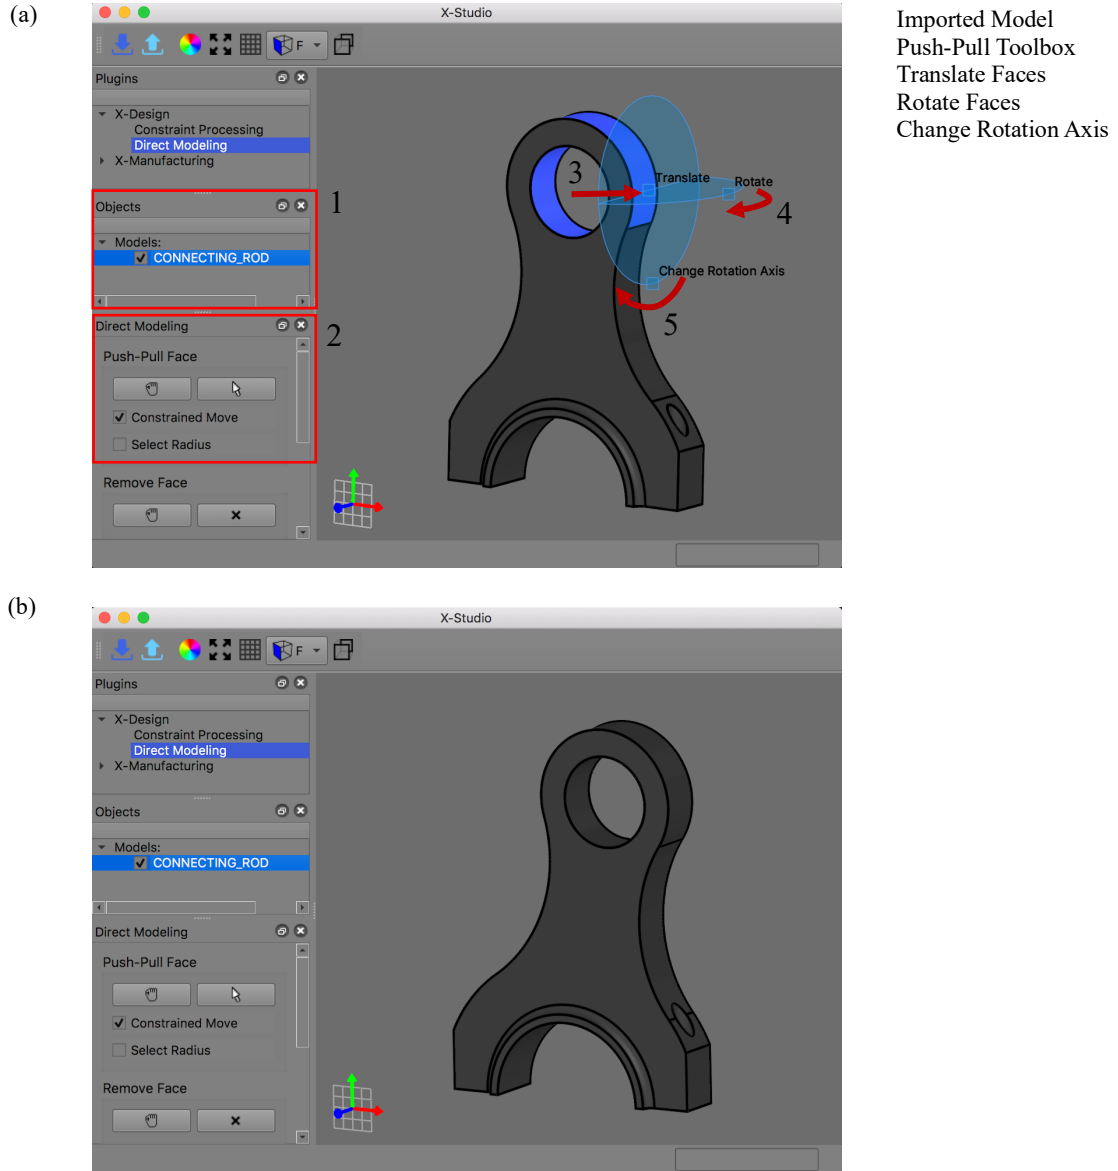 (a)
X-Studio
Imported Model
Push-Pull Toolbox
Translate Faces
Rotate Faces
Change Rotation Axis
F
Plugins
X-Design
Constraint Processing
Direct Modeling
X-Manufacturing
Objects
1
Models:
CONNECTING_ROD
Direct Modeling
2
Push-Pull Face
Constrained Move
Select Radius
Remove Face
3
Translate
Rotate
4
Change Rotation Axis
5
(b)
X-Studio
F
Plugins
X-Design
Constraint Processing
Direct Modeling
X-Manufacturing
Objects
Models:
CONNECTING_ROD
Direct Modeling
Push-Pull Face
Constrained Move
Select Radius
Remove Face